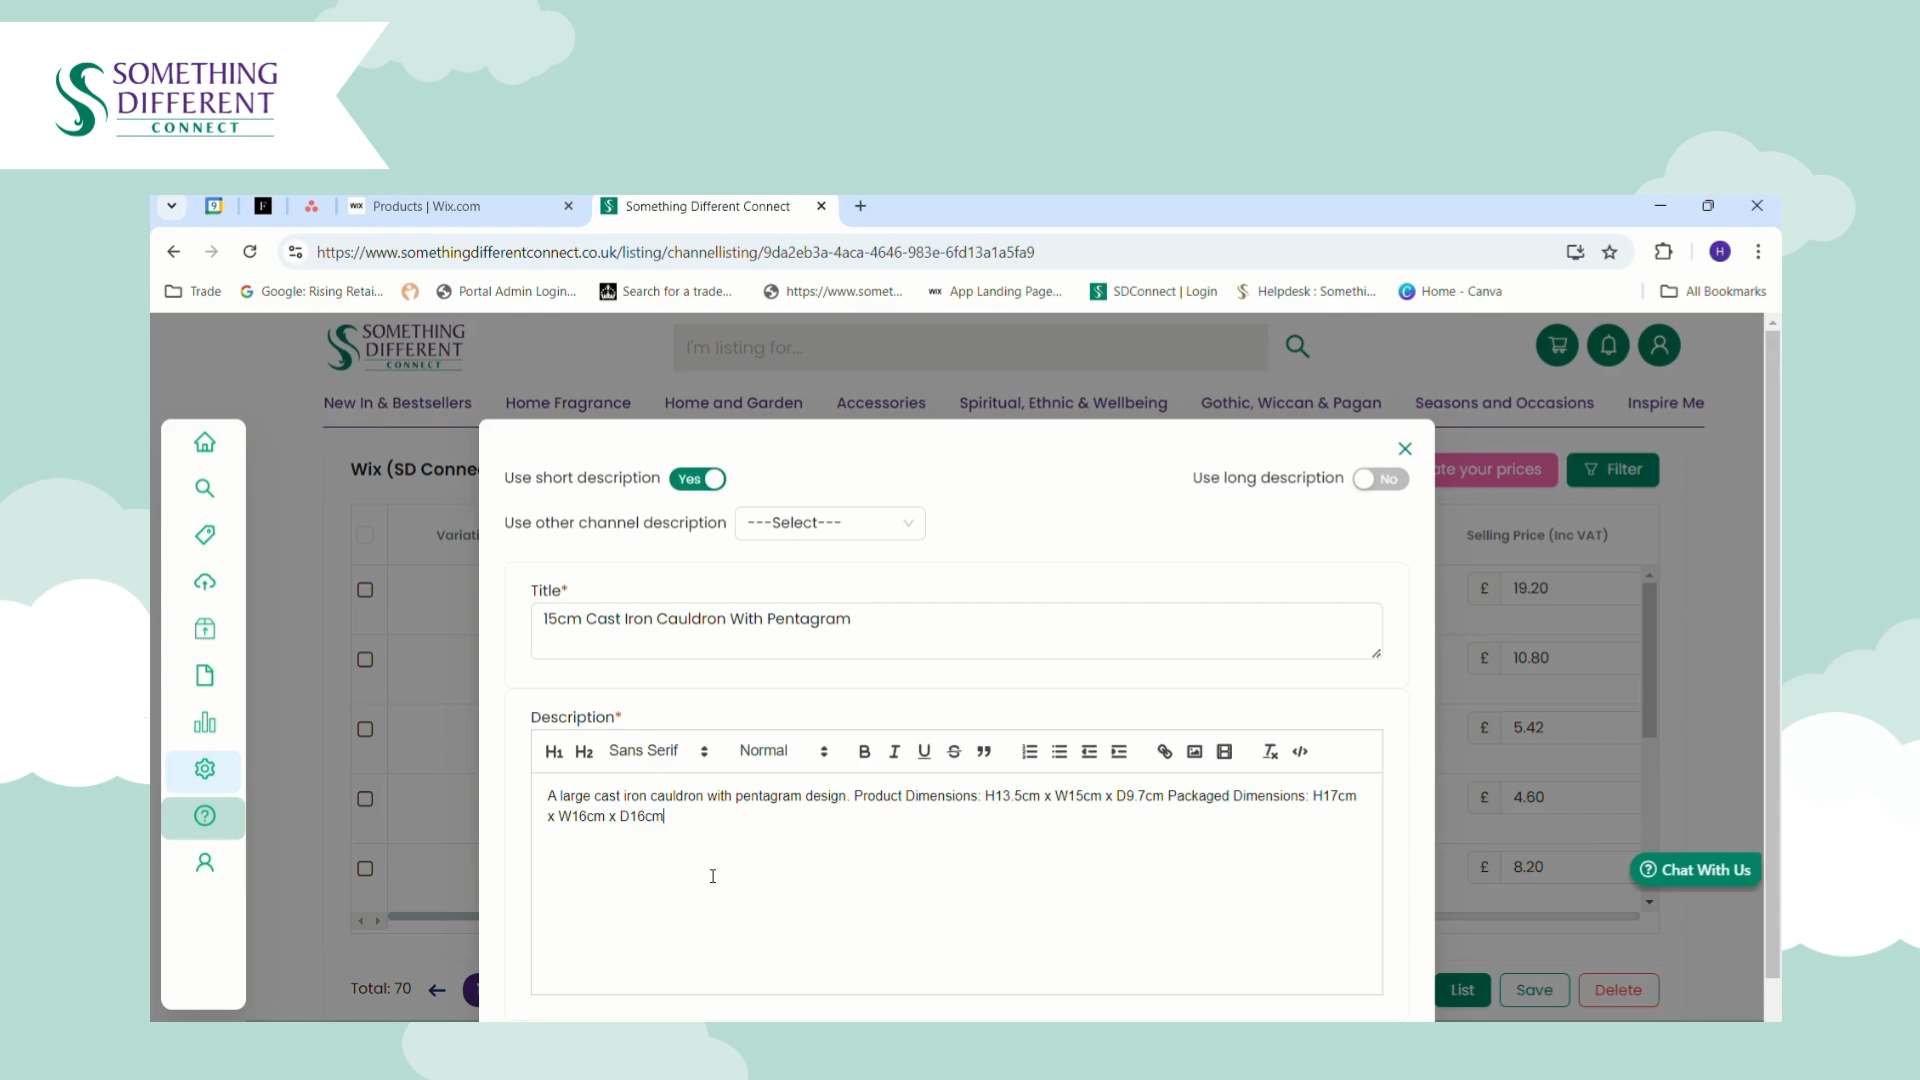 SOMETHING
DIFFERENT
CONNECT
9
F
WIX Products | Wix.com
Something Different Connect
https://www.somethingdifferentconnect.co.uk/listing/channellisting/9da2eb3a-4aca-4646-983e-6fd13a1a5fa9
H
Trade
Google: Rising Retai...
Portal Admin Login...
Search for a trade...
https://www.somet...
WIX App Landing Page...
SDConnect | Login
Helpdesk : Somethi...
Home - Canva
All Bookmarks
SOMETHING
DIFFERENT
CONNECT
I'm listing for...
New In & Bestsellers
Home Fragrance
Home and Garden
Accessories
Spiritual, Ethnic & Wellbeing
Gothic, Wiccan & Pagan
Seasons and Occasions
Inspire Me
Wix (SD Conne
ate your prices
Filter
Use short description Yes
Use long description No
Use other channel description ---Select---
Variati
Selling Price (Inc VAT)
Title*
15cm Cast Iron Cauldron With Pentagram
£ 19.20
£ 10.80
£ 5.42
£ 4.60
£ 8.20
Description*
H1 H2 Sans Serif Normal B I U S
A large cast iron cauldron with pentagram design. Product Dimensions: H13.5cm x W15cm x D9.7cm Packaged Dimensions: H17cm
x W16cm x D16cm
Chat With Us
Total: 70
List
Save
Delete